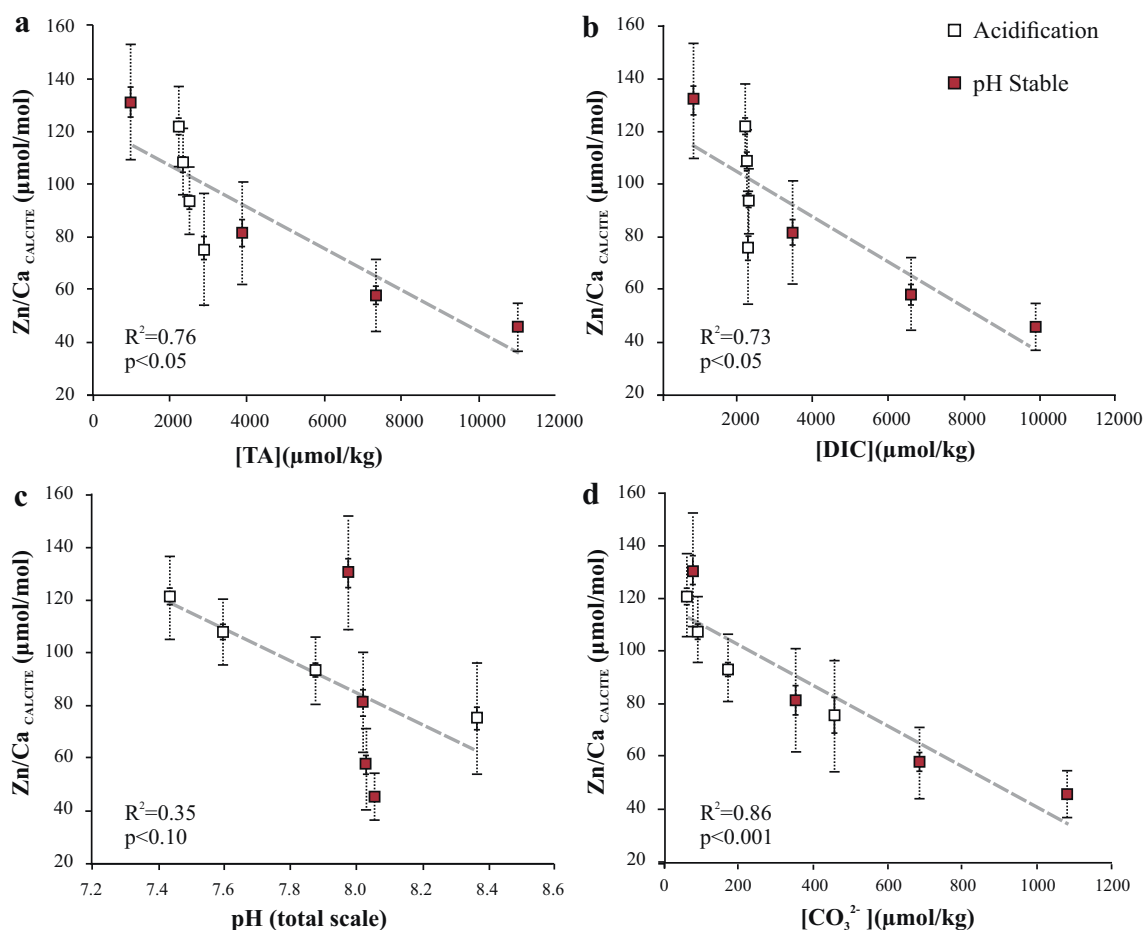 a
160
140
120
100
80
60
40
20
Zn/Ca CALCITE (μmol/mol)
R²=0.76
p<0.05
0 2000 4000 6000 8000 10000 12000
[TA](μmol/kg)
b
Acidification
pH Stable
160
140
120
100
80
60
40
20
Zn/Ca CALCITE (μmol/mol)
R²=0.73
p<0.05
0 2000 4000 6000 8000 10000 12000
[DIC](μmol/kg)
c
160
140
120
100
80
60
40
20
Zn/Ca CALCITE (μmol/mol)
R²=0.35
p<0.10
7.2 7.4 7.6 7.8 8.0 8.2 8.4 8.6
pH (total scale)
d
160
140
120
100
80
60
40
20
Zn/Ca CALCITE (μmol/mol)
R²=0.86
p<0.001
0 200 400 600 800 1000 1200
[CO₃²⁻](μmol/kg)